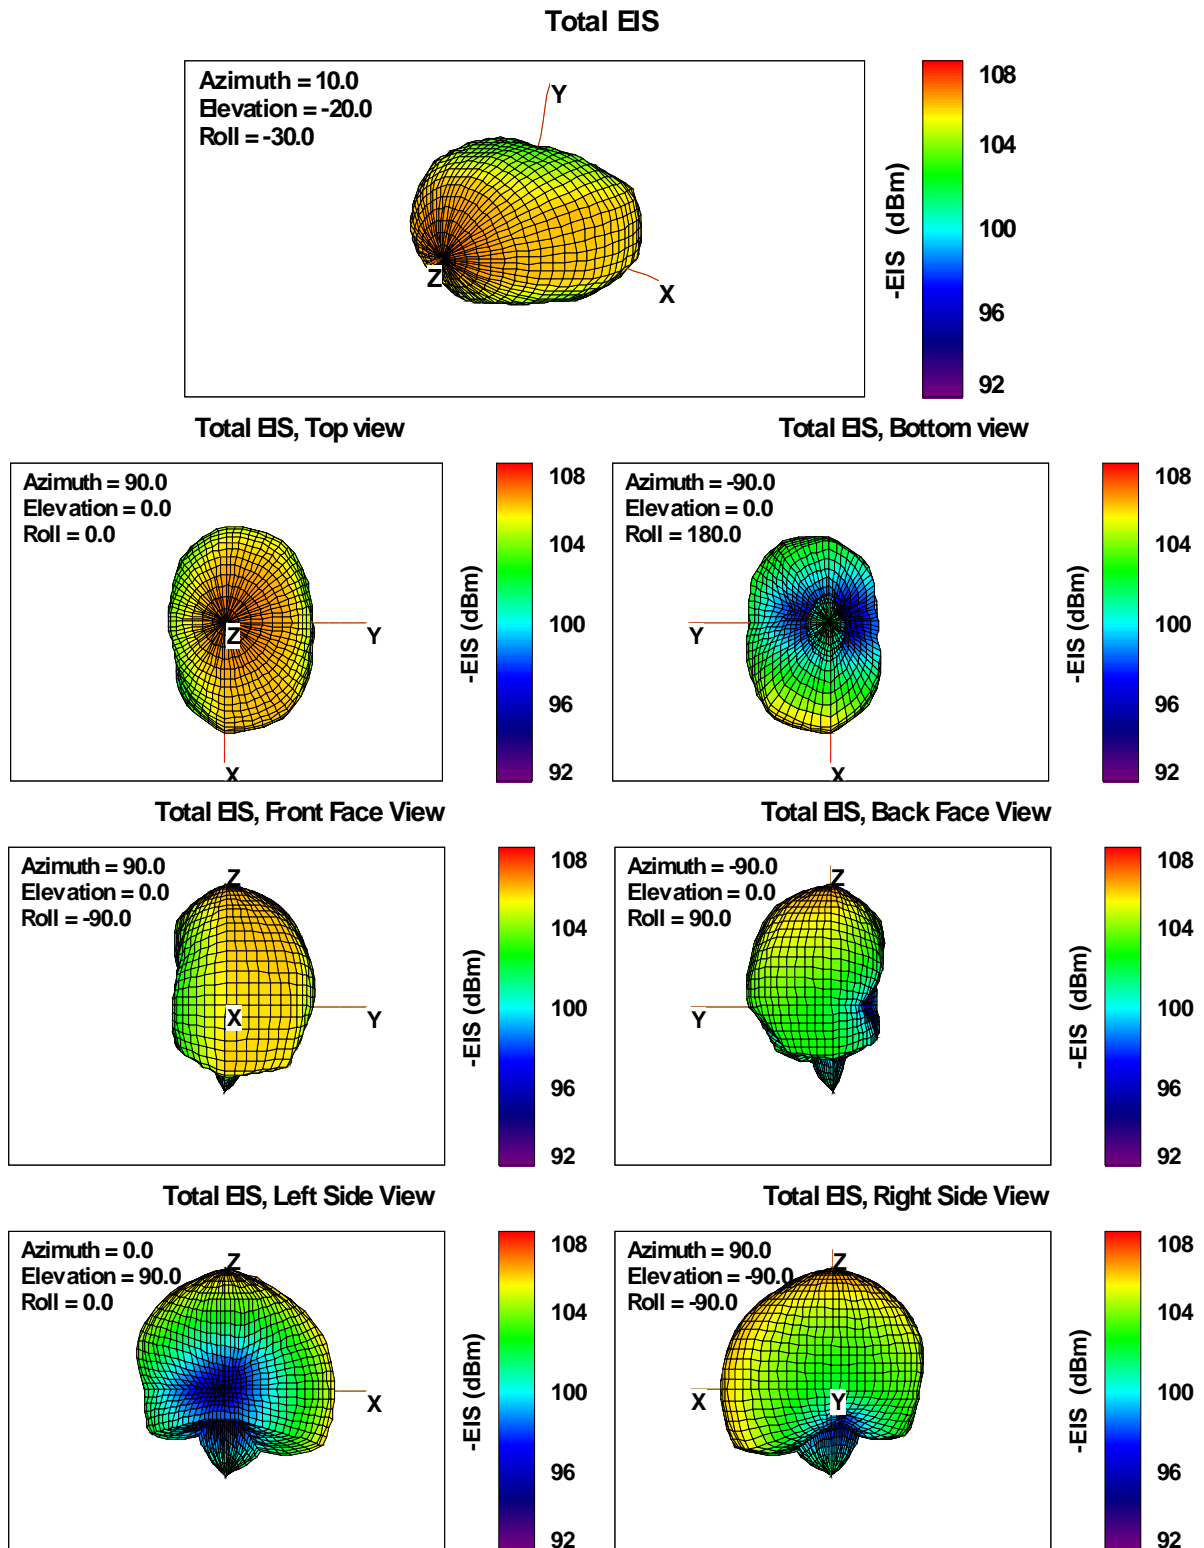 Total EIS
Azimuth = 10.0
Elevation = -20.0
Roll = -30.0
Y
Z
X
-EIS (dBm)
108
104
100
96
92
Total EIS, Top view
Azimuth = 90.0
Elevation = 0.0
Roll = 0.0
Z
Y
X
-EIS (dBm)
108
104
100
96
92
Total EIS, Bottom view
Azimuth = -90.0
Elevation = 0.0
Roll = 180.0
Y
X
-EIS (dBm)
108
104
100
96
92
Total EIS, Front Face View
Azimuth = 90.0
Elevation = 0.0
Roll = -90.0
Z
X
Y
-EIS (dBm)
108
104
100
96
92
Total EIS, Back Face View
Azimuth = -90.0
Elevation = 0.0
Roll = 90.0
Z
Y
-EIS (dBm)
108
104
100
96
92
Total EIS, Left Side View
Azimuth = 0.0
Elevation = 90.0
Roll = 0.0
Z
X
-EIS (dBm)
108
104
100
96
92
Total EIS, Right Side View
Azimuth = 90.0
Elevation = -90.0
Roll = -90.0
Z
X
Y
-EIS (dBm)
108
104
100
96
92